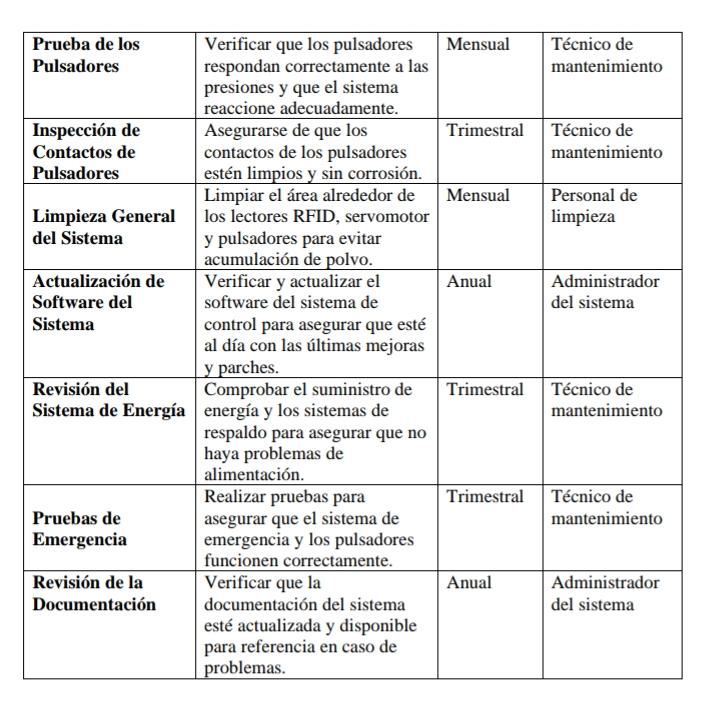 Prueba de los
Pulsadores
Verificar que los pulsadores
respondan correctamente a las
presiones y que el sistema
reaccione adecuadamente.
Mensual
Técnico de
mantenimiento
Inspección de
Contactos de
Pulsadores
Asegurarse de que los
contactos de los pulsadores
estén limpios y sin corrosión.
Trimestral
Técnico de
mantenimiento
Limpieza General
del Sistema
Limpiar el área alrededor de
los lectores RFID, servomotor
y pulsadores para evitar
acumulación de polvo.
Mensual
Personal de
limpieza
Actualización de
Software del
Sistema
Verificar y actualizar el
software del sistema de
control para asegurar que esté
al día con las últimas mejoras
y parches.
Anual
Administrador
del sistema
Revisión del
Sistema de Energía
Comprobar el suministro de
energía y los sistemas de
respaldo para asegurar que no
haya problemas de
alimentación.
Trimestral
Técnico de
mantenimiento
Pruebas de
Emergencia
Realizar pruebas para
asegurar que el sistema de
emergencia y los pulsadores
funcionen correctamente.
Trimestral
Técnico de
mantenimiento
Revisión de la
Documentación
Verificar que la
documentación del sistema
esté actualizada y disponible
para referencia en caso de
problemas.
Anual
Administrador
del sistema